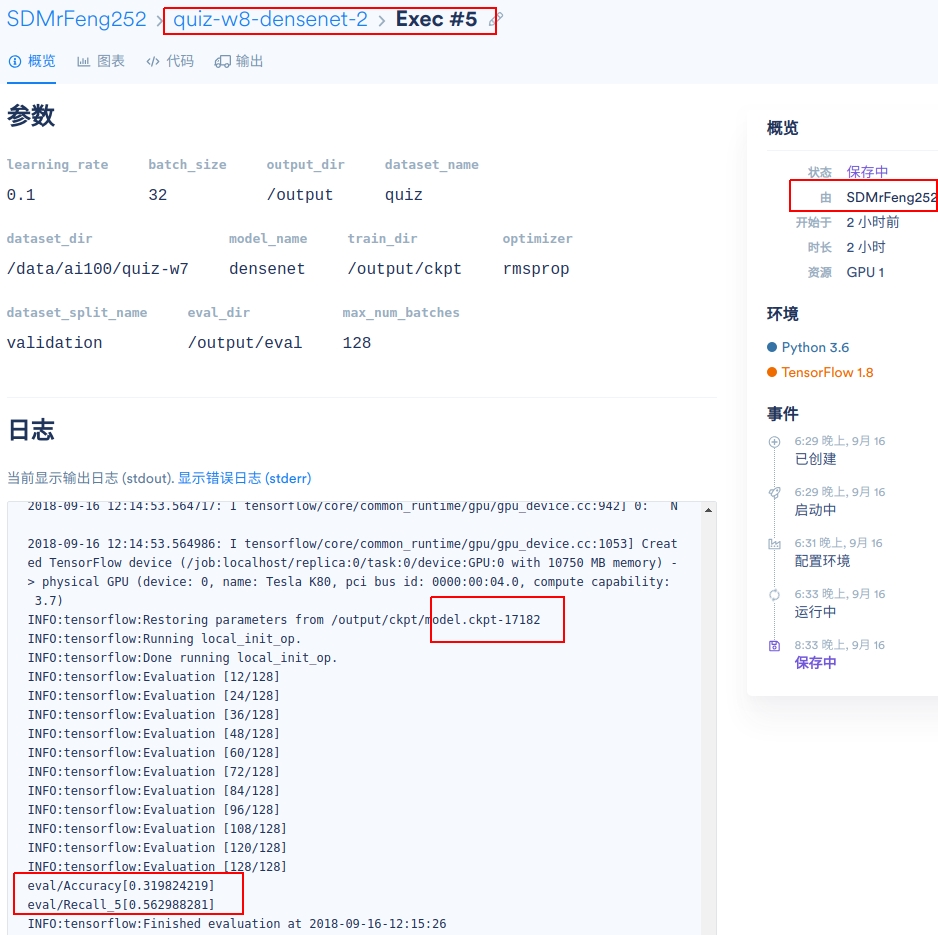 SDMrFeng252 › quiz-w8-densenet-2 › Exec #5
概览 图表 代码 输出
参数
learning_rate batch_size output_dir dataset_name
0.1 32 /output quiz
dataset_dir model_name train_dir optimizer
/data/ai100/quiz-w7 densenet /output/ckpt rmsprop
dataset_split_name eval_dir max_num_batches
validation /output/eval 128
日志
当前显示输出日志 (stdout). 显示错误日志 (stderr)
2018-09-16 12:14:53.564717: I tensorflow/core/common_runtime/gpu/gpu_device.cc:942] 0:   N
2018-09-16 12:14:53.564986: I tensorflow/core/common_runtime/gpu/gpu_device.cc:1053] Creat
ed TensorFlow device (/job:localhost/replica:0/task:0/device:GPU:0 with 10750 MB memory) -
> physical GPU (device: 0, name: Tesla K80, pci bus id: 0000:00:04.0, compute capability:
3.7)
INFO:tensorflow:Restoring parameters from /output/ckpt/model.ckpt-17182
INFO:tensorflow:Running local_init_op.
INFO:tensorflow:Done running local_init_op.
INFO:tensorflow:Evaluation [12/128]
INFO:tensorflow:Evaluation [24/128]
INFO:tensorflow:Evaluation [36/128]
INFO:tensorflow:Evaluation [48/128]
INFO:tensorflow:Evaluation [60/128]
INFO:tensorflow:Evaluation [72/128]
INFO:tensorflow:Evaluation [84/128]
INFO:tensorflow:Evaluation [96/128]
INFO:tensorflow:Evaluation [108/128]
INFO:tensorflow:Evaluation [120/128]
INFO:tensorflow:Evaluation [128/128]
eval/Accuracy[0.319824219]
eval/Recall_5[0.562988281]
INFO:tensorflow:Finished evaluation at 2018-09-16-12:15:26
概览
状态 保存中
由 SDMrFeng252
开始于 2 小时前
时长 2 小时
资源 GPU 1
环境
Python 3.6
TensorFlow 1.8
事件
6:29 晚上, 9月 16
已创建
6:29 晚上, 9月 16
启动中
6:31 晚上, 9月 16
配置环境
6:33 晚上, 9月 16
运行中
8:33 晚上, 9月 16
保存中